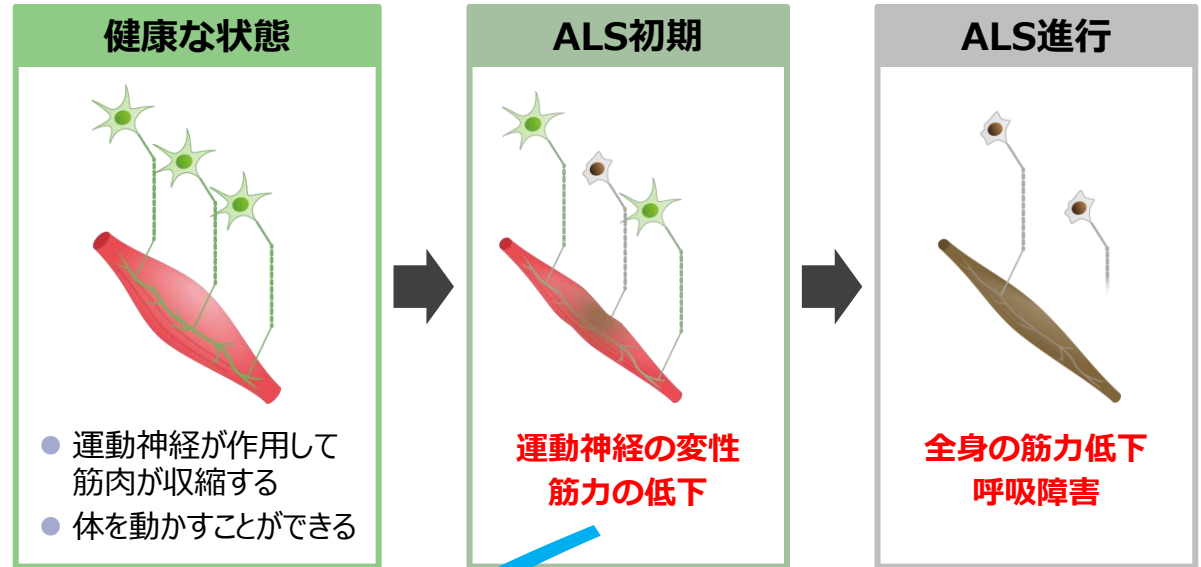 健康な状態
運動神経が作用して
筋肉が収縮する
体を動かすことができる
ALS初期
運動神経の変性
筋力の低下
ALS進行
全身の筋力低下
呼吸障害